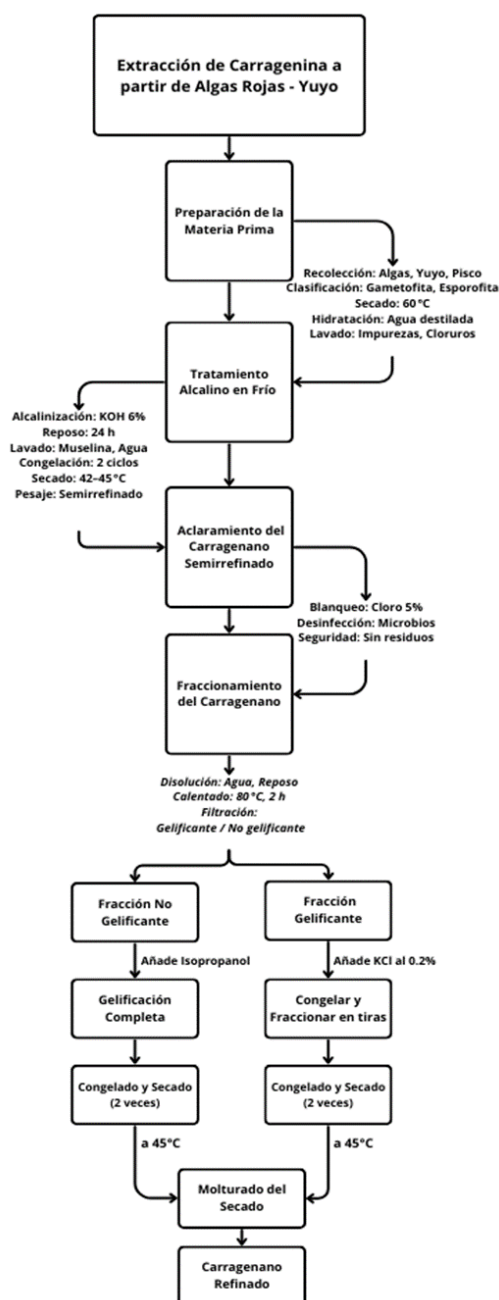 Extracción de Carragenina a
partir de Algas Rojas - Yuyo
Preparación de la
Materia Prima
Recolección: Algas, Yuyo, Pisco
Clasificación: Gametofita, Esporofita
Secado: 60°C
Hidratación: Agua destilada
Lavado: Impurezas, Cloruros
Tratamiento
Alcalino en Frío
Alcalinización: KOH 6%
Reposo: 24 h
Lavado: Muselina, Agua
Congelación: 2 ciclos
Secado: 42–45°C
Pesaje: Semirrefinado
Aclaramiento del
Carragenano
Semirrefinado
Blanqueo: Cloro 5%
Desinfección: Microbios
Seguridad: Sin residuos
Fraccionamiento
del Carragenano
Disolución: Agua, Reposo
Calentado: 80°C, 2 h
Filtración:
Gelificante / No gelificante
Fracción No
Gelificante
Añade Isopropanol
Gelificación
Completa
Congelado y Secado
(2 veces)
a 45°C
Fracción
Gelificante
Añade KCl al 0.2%
Congelar y
Fraccionar en tiras
Congelado y Secado
(2 veces)
a 45°C
Molturado del
Secado
Carragenano
Refinado